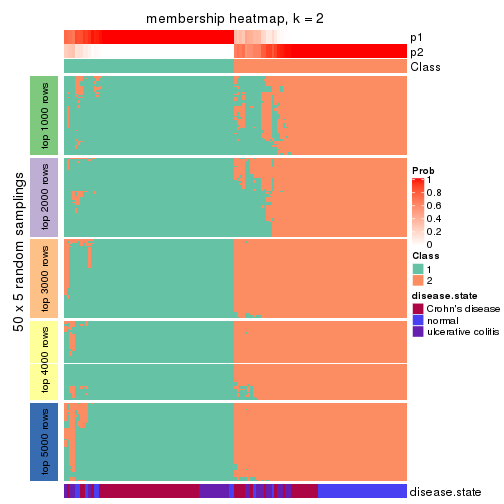 membership heatmap, k = 2
p1
p2
Class
50 x 5 random samplings
top 1000 rows
top 2000 rows
top 3000 rows
top 4000 rows
top 5000 rows
Prob
1
0.8
0.6
0.4
0.2
0
Class
1
2
disease.state
Crohn's disease
normal
ulcerative colitis
disease.state